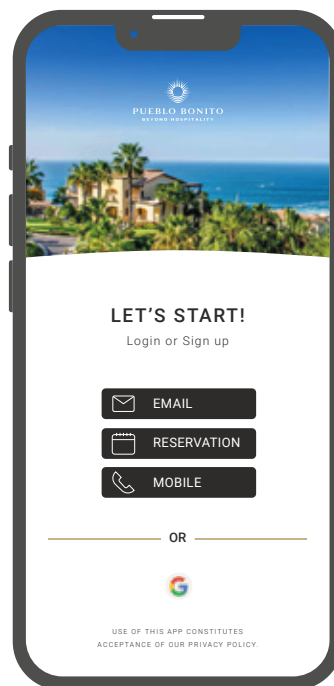 PUEBLO BONITO
BEYOND HOSPITALITY
LET'S START!
Login or Sign up
EMAIL
RESERVATION
MOBILE
OR
USE OF THIS APP CONSTITUTES
ACCEPTANCE OF OUR PRIVACY POLICY.